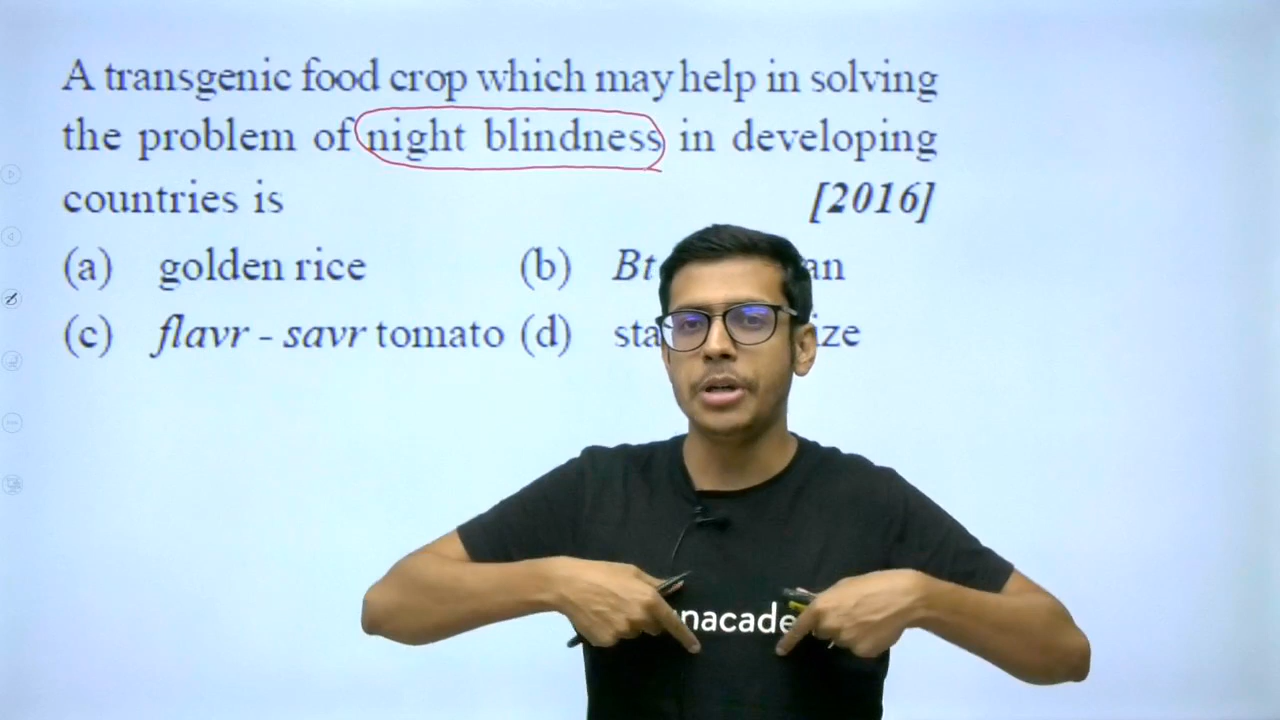 A transgenic food crop which may help in solving
the problem of night blindness in developing
countries is [2016]
(a) golden rice (b) Bt
(c) flavr - savr tomato (d)
nacade